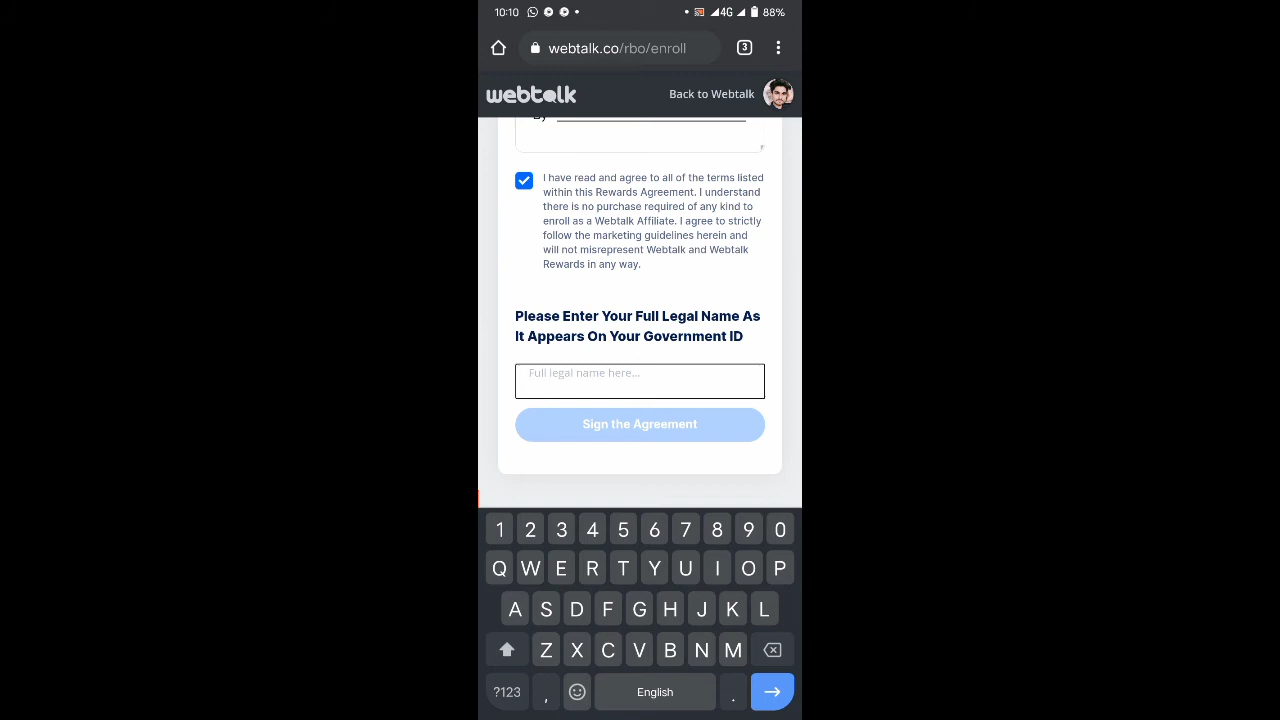 10:10 4G 88%
webtalk.co/rbo/enroll 3
webtalk Back to Webtalk
By
I have read and agree to all of the terms listed
within this Rewards Agreement. I understand
there is no purchase required of any kind to
enroll as a Webtalk Affiliate. I agree to strictly
follow the marketing guidelines herein and
will not misrepresent Webtalk and Webtalk
Rewards in any way.
Please Enter Your Full Legal Name As
It Appears On Your Government ID
Full legal name here...
Sign the Agreement
1 2 3 4 5 6 7 8 9 0
Q W E R T Y U I O P
A S D F G H J K L
Z X C V B N M
?123 , English .